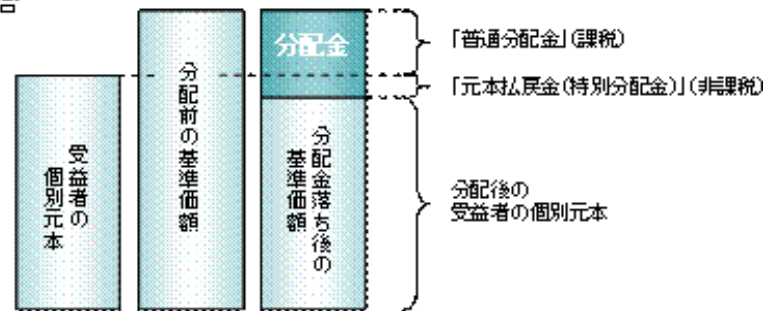 分配金
「普通分配金」(課税)
「元本払戻金(特別分配金)」(非課税)
受益者の
個別元本
分配前の基準価額
分配金落ち後の
基準価額
分配後の
受益者の個別元本